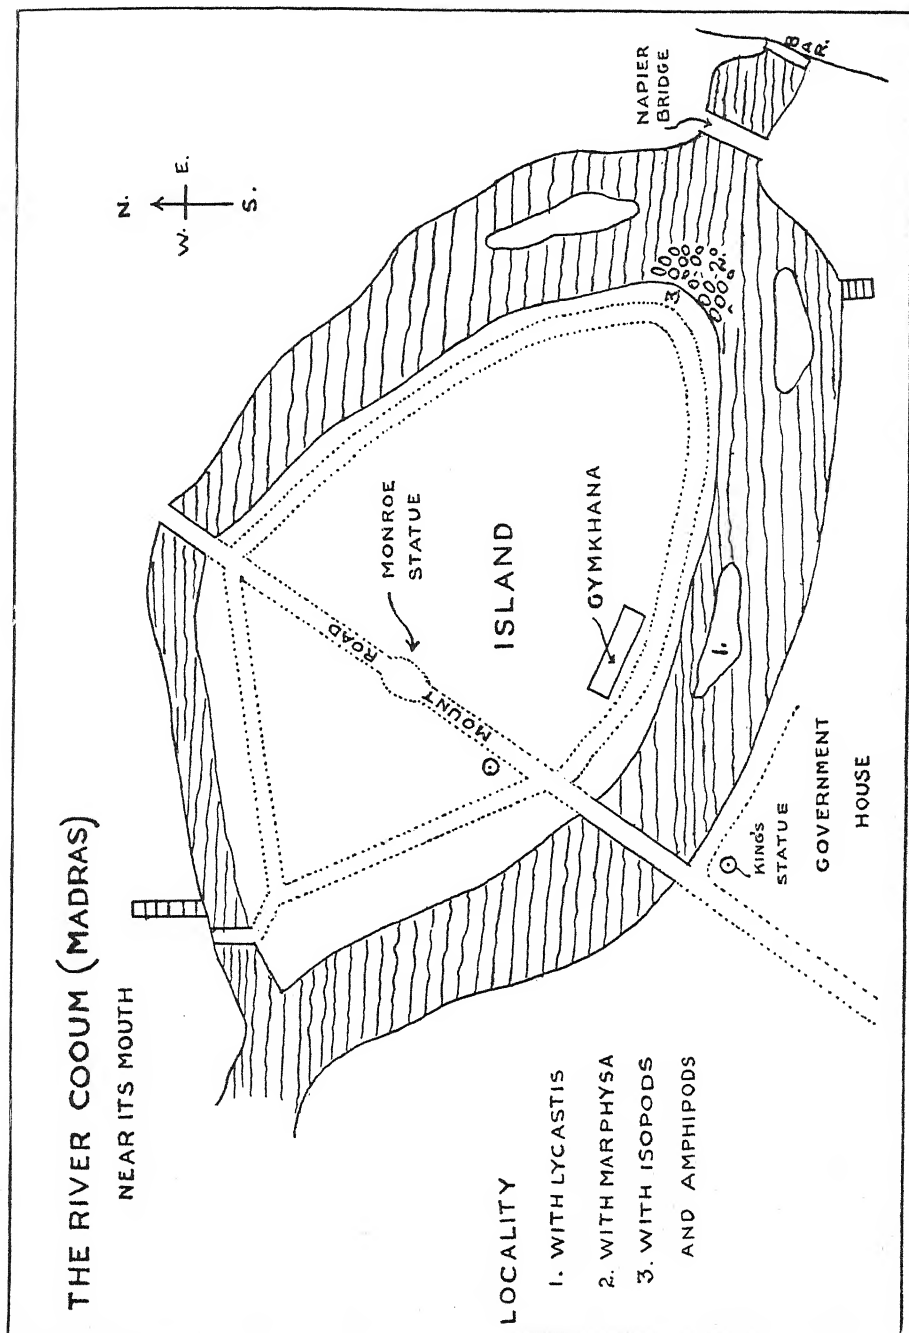 THE RIVER COOUM (MADRAS)
NEAR ITS MOUTH
N.
W. E.
S.
NAPIER
BRIDGE
BAR.
MONROE
STATUE
MOUNT ROAD
ISLAND
GYMKHANA
3.
2.
1.
KING'S
STATUE
GOVERNMENT
HOUSE
LOCALITY
1. WITH LYCASTIS
2. WITH MARPHYSA
3. WITH ISOPODS
AND AMPHIPODS